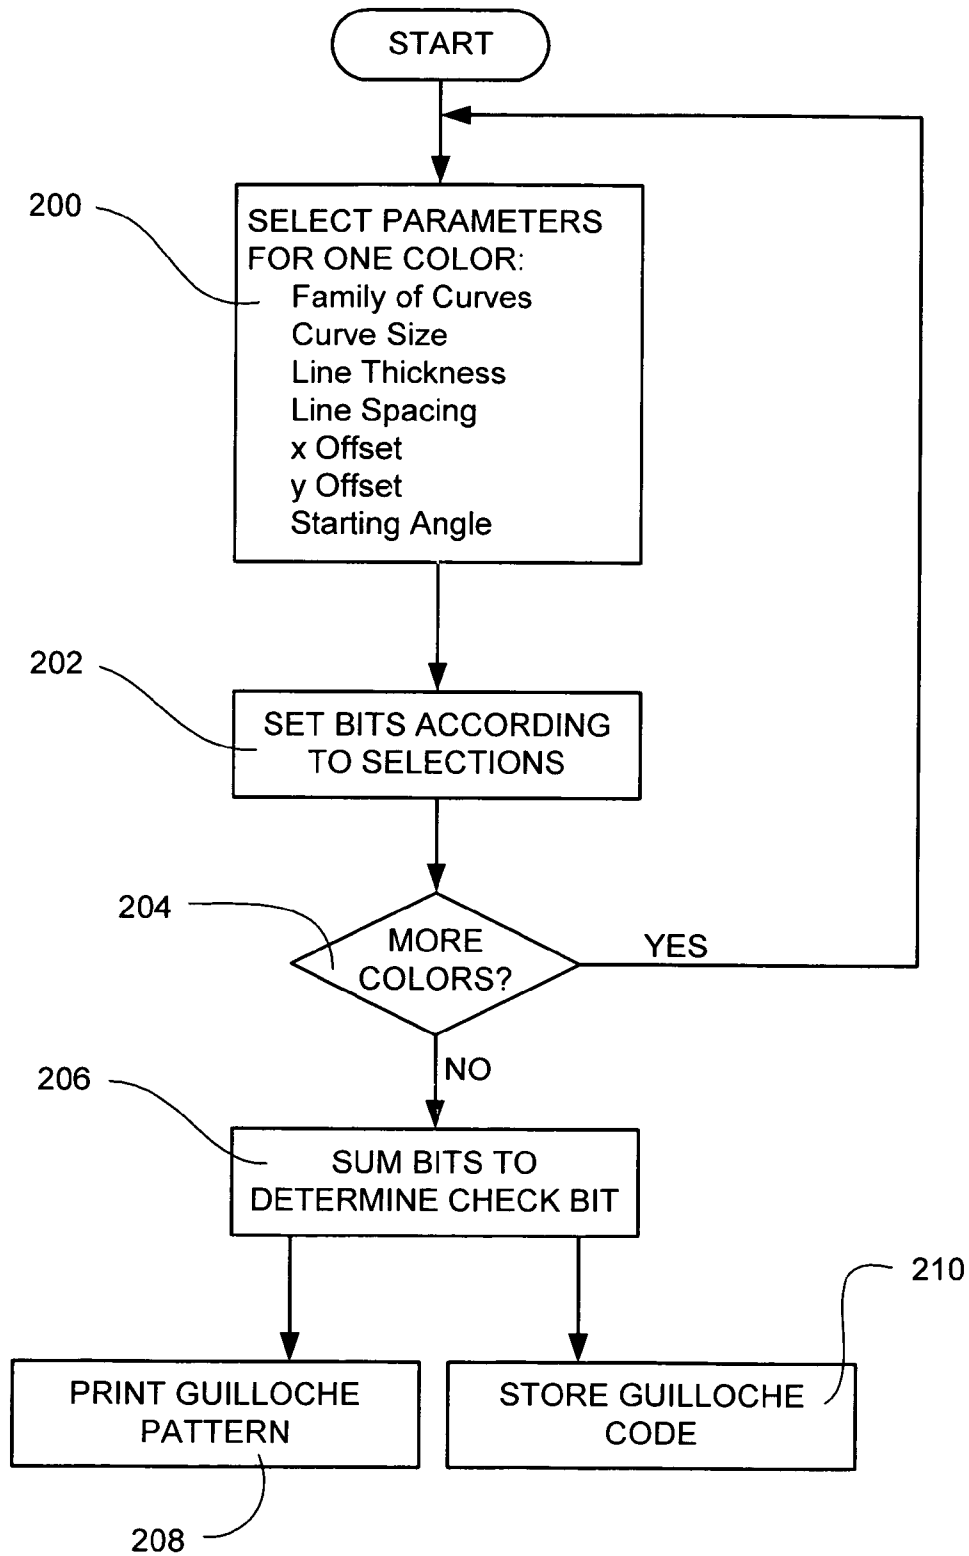 START
200
SELECT PARAMETERS
FOR ONE COLOR:
Family of Curves
Curve Size
Line Thickness
Line Spacing
x Offset
y Offset
Starting Angle
202
SET BITS ACCORDING
TO SELECTIONS
204
MORE
COLORS?
YES
NO
206
SUM BITS TO
DETERMINE CHECK BIT
210
PRINT GUILLOCHE
PATTERN
STORE GUILLOCHE
CODE
208